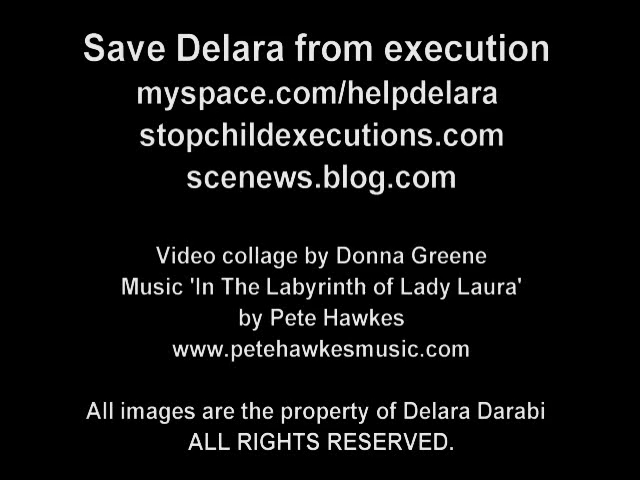 Save Delara from execution
myspace.com/helpdelara
stopchildexecutions.com
scenews.blog.com
Video collage by Donna Greene
Music 'In The Labyrinth of Lady Laura'
by Pete Hawkes
www.petehawkesmusic.com
All images are the property of Delara Darabi
ALL RIGHTS RESERVED.